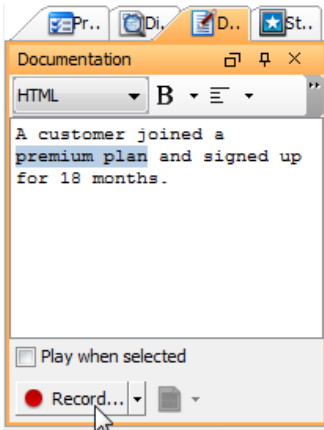 Pr.. Di. D.. St..
Documentation
HTML B
A customer joined a
premium plan and signed up
for 18 months.
Play when selected
Record...